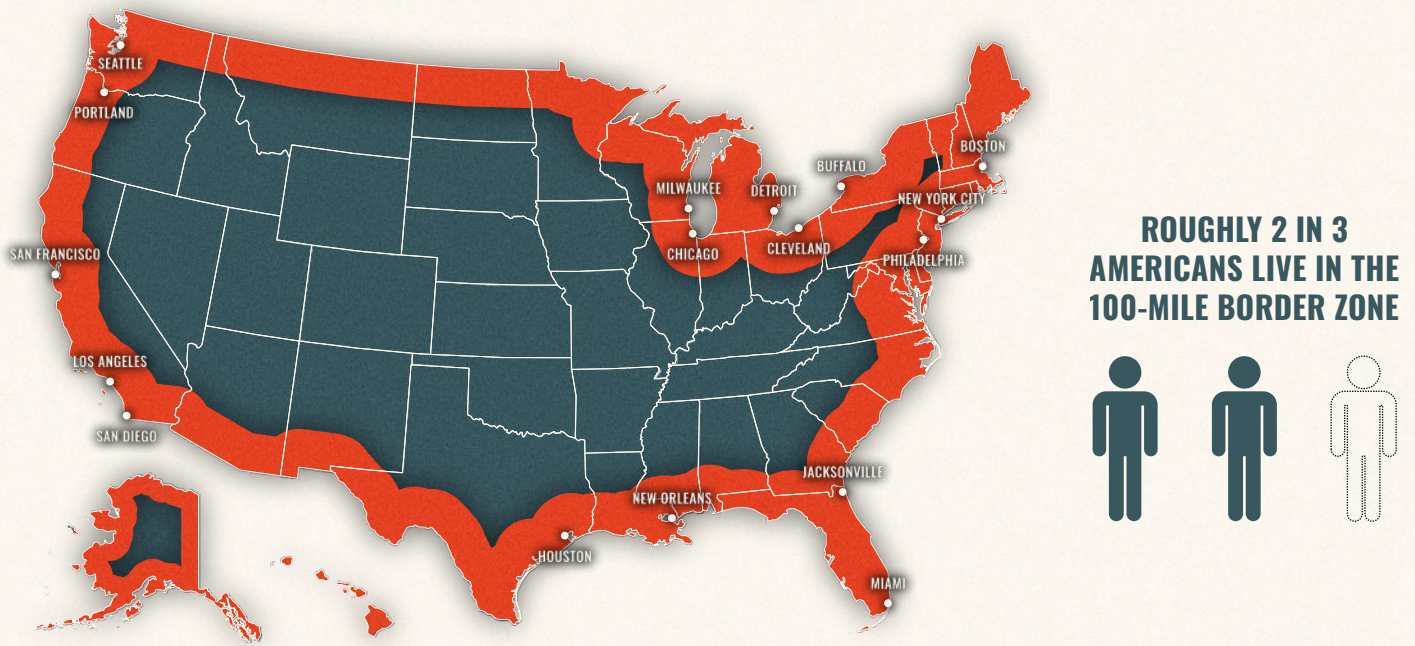 SEATTLE
PORTLAND
SAN FRANCISCO
LOS ANGELES
SAN DIEGO
MILWAUKEE
CHICAGO
DETROIT
CLEVELAND
BUFFALO
BOSTON
NEW YORK CITY
PHILADELPHIA
JACKSONVILLE
NEW ORLEANS
HOUSTON
MIAMI
ROUGHLY 2 IN 3
AMERICANS LIVE IN THE
100-MILE BORDER ZONE